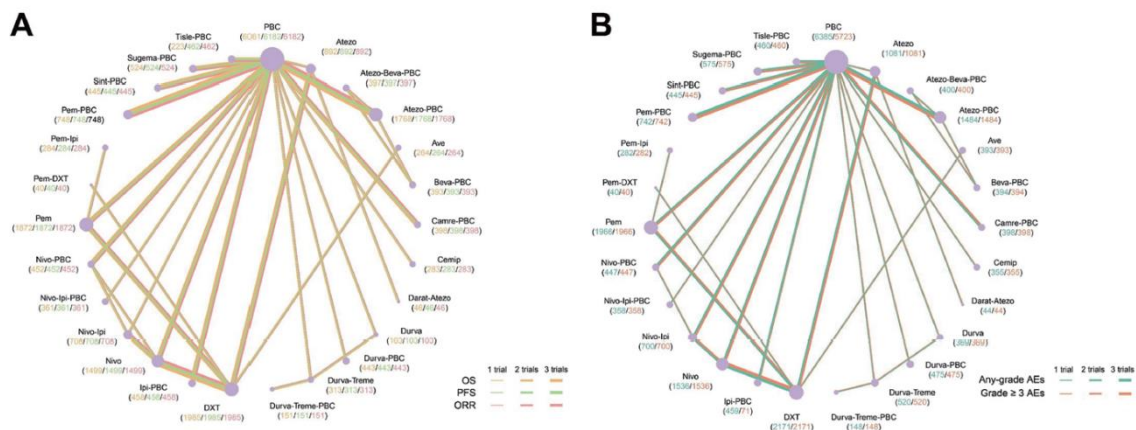 A
PBC
(6061/6182/6182)
Tisle-PBC
(223/462/462)
Sugema-PBC
(524/524/524)
Sint-PBC
(445/445/445)
Pem-PBC
(748/748/748)
Pem-Ipi
(284/284/284)
Pem-DXT
(40/40/40)
Pem
(1872/1872/1872)
Nivo-PBC
(452/452/452)
Nivo-Ipi-PBC
(361/361/361)
Nivo-Ipi
(708/708/708)
Nivo
(1499/1499/1499)
Ipi-PBC
(458/458/458)
DXT
(1985/1985/1985)
Durva-Treme-PBC
(151/151/151)
Durva-Treme
(313/313/313)
Durva-PBC
(443/443/443)
Durva
(103/103/103)
Darat-Atezo
(46/46/46)
Cemip
(283/283/283)
Camre-PBC
(398/398/398)
Beva-PBC
(393/393/393)
Ave
(264/264/264)
Atezo-PBC
(1768/1768/1768)
Atezo-Beva-PBC
(397/397/397)
Atezo
(892/892/892)
1 trial 2 trials 3 trials
OS
PFS
ORR
B
PBC
(6385/5723)
Tisle-PBC
(460/460)
Sugema-PBC
(575/575)
Sint-PBC
(445/445)
Pem-PBC
(742/742)
Pem-Ipi
(282/282)
Pem-DXT
(40/40)
Pem
(1966/1966)
Nivo-PBC
(447/447)
Nivo-Ipi-PBC
(358/358)
Nivo-Ipi
(700/700)
Nivo
(1536/1536)
Ipi-PBC
(459/71)
DXT
(2171/2171)
Durva-Treme-PBC
(148/148)
Durva-Treme
(520/520)
Durva-PBC
(475/475)
Durva
(369/369)
Darat-Atezo
(44/44)
Cemip
(355/355)
Camre-PBC
(398/398)
Beva-PBC
(394/394)
Ave
(393/393)
Atezo-PBC
(1484/1484)
Atezo-Beva-PBC
(400/400)
Atezo
(1081/1081)
1 trial 2 trials 3 trials
Any-grade AEs
Grade ≥ 3 AEs